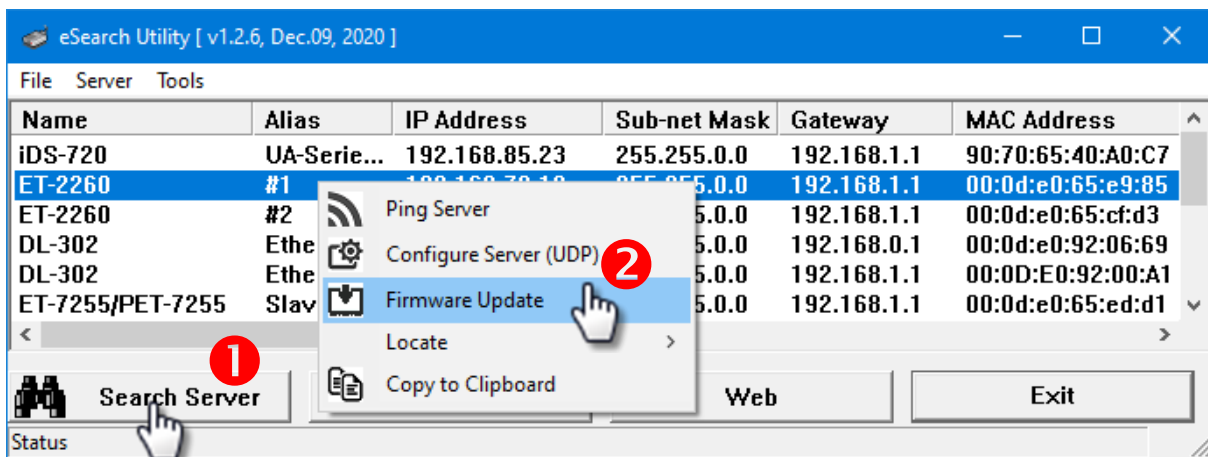 eSearch Utility [ v1.2.6, Dec.09, 2020 ]
File Server Tools
Name Alias IP Address Sub-net Mask Gateway MAC Address
iDS-720 UA-Serie... 192.168.85.23 255.255.0.0 192.168.1.1 90:70:65:40:A0:C7
ET-2260 #1 192.168.1.1 00:0d:e0:65:e9:85
ET-2260 #2 5.0.0 192.168.1.1 00:0d:e0:65:cf:d3
DL-302 Ethe 5.0.0 192.168.0.1 00:0d:e0:92:06:69
DL-302 Ethe 5.0.0 192.168.1.1 00:0D:E0:92:00:A1
ET-7255/PET-7255 Slav 5.0.0 192.168.1.1 00:0d:e0:65:ed:d1
Ping Server
Configure Server (UDP)
2
Firmware Update
Locate
Copy to Clipboard
1
Search Server Web Exit
Status